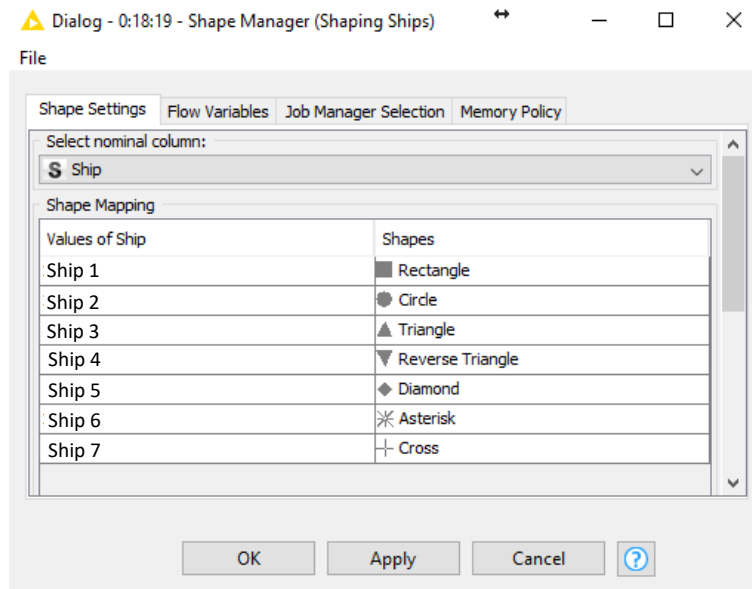 Dialog - 0:18:19 - Shape Manager (Shaping Ships)
File
Shape Settings Flow Variables Job Manager Selection Memory Policy
Select nominal column:
S Ship
Shape Mapping
Values of Ship Shapes
Ship 1 Rectangle
Ship 2 Circle
Ship 3 Triangle
Ship 4 Reverse Triangle
Ship 5 Diamond
Ship 6 Asterisk
Ship 7 Cross
OK Apply Cancel ?